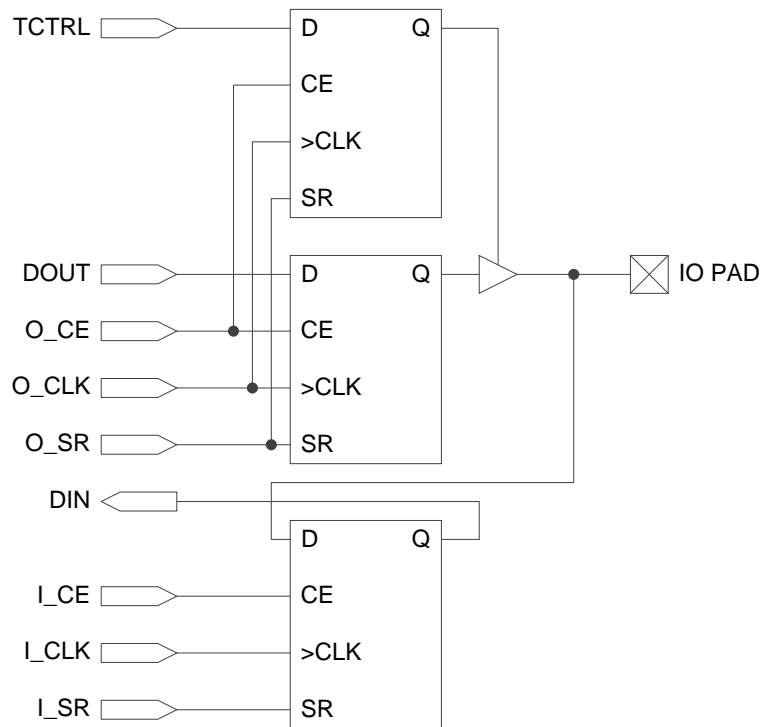 TCTRL D Q
CE
>CLK
SR
DOUT D Q IO PAD
O_CE CE
O_CLK >CLK
O_SR SR
DIN
D Q
I_CE CE
I_CLK >CLK
I_SR SR